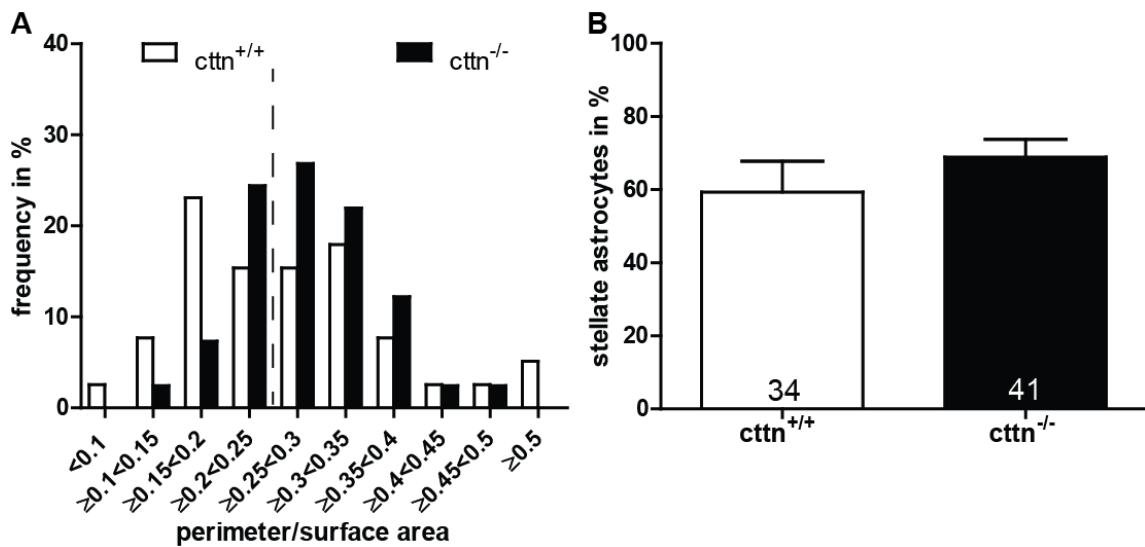 A
cttn+/+
cttn-/-
frequency in %
40
30
20
10
0
<0.1
≥0.1<0.15
≥0.15<0.2
≥0.2<0.25
≥0.25<0.3
≥0.3<0.35
≥0.35<0.4
≥0.4<0.45
≥0.45<0.5
≥0.5
perimeter/surface area
B
stellate astrocytes in %
100
80
60
40
20
0
34
41
cttn+/+
cttn-/-